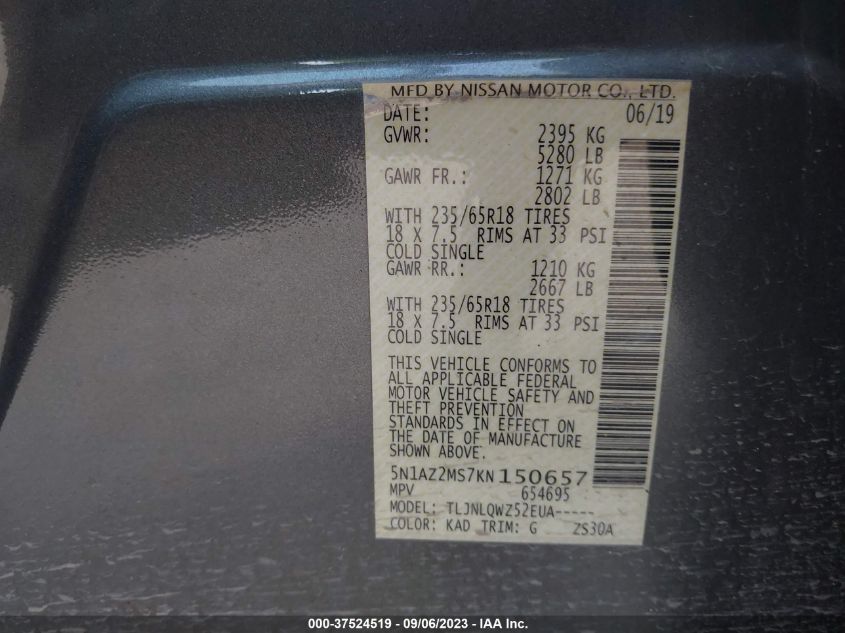 MFD BY NISSAN MOTOR CO., LTD.
DATE: 06/19
GVWR: 2395 KG
5280 LB
GAWR FR.: 1271 KG
2802 LB
WITH 235/65R18 TIRES
18 X 7.5 RIMS AT 33 PSI
COLD SINGLE
GAWR RR.: 1210 KG
2667 LB
WITH 235/65R18 TIRES
18 X 7.5 RIMS AT 33 PSI
COLD SINGLE
THIS VEHICLE CONFORMS TO
ALL APPLICABLE FEDERAL
MOTOR VEHICLE SAFETY AND
THEFT PREVENTION
STANDARDS IN EFFECT ON
THE DATE OF MANUFACTURE
SHOWN ABOVE.
5N1AZ2MS7KN150657
MPV 654695
MODEL: TLJNLQWZ52EUA-----
COLOR: KAD TRIM: G ZS30A
000-37524519 - 09/06/2023 - IAA Inc.